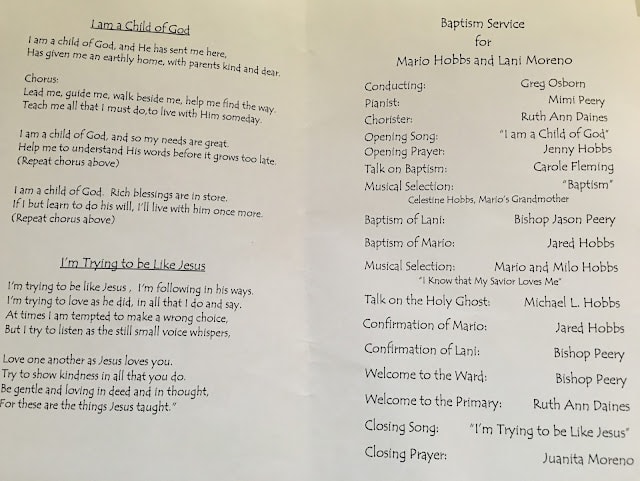 I am a Child of God
I am a child of God, and He has sent me here,
Has given me an earthly home, with parents kind and dear.
Chorus:
Lead me, guide me, walk beside me, help me find the way.
Teach me all that I must do,to live with Him someday.
I am a child of God, and so my needs are great.
Help me to understand His words before it grows too late.
(Repeat chorus above)
I am a child of God. Rich blessings are in store.
If I but learn to do his will, I'll live with him once more.
(Repeat chorus above)
I'm Trying to be Like Jesus
I'm trying to be like Jesus , I'm following in his ways.
I'm trying to love as he did, in all that I do and say.
At times I am tempted to make a wrong choice,
But I try to listen as the still small voice whispers,
Love one another as Jesus loves you.
Try to show kindness in all that you do.
Be gentle and loving in deed and in thought,
For these are the things Jesus taught."
Baptism Service
for
Mario Hobbs and Lani Moreno
Conducting: Greg Osborn
Pianist: Mimi Peery
Chorister: Ruth Ann Daines
Opening Song: "I am a Child of God"
Opening Prayer: Jenny Hobbs
Talk on Baptism: Carole Fleming
Musical Selection: "Baptism"
Celestine Hobbs, Mario's Grandmother
Baptism of Lani: Bishop Jason Peery
Baptism of Mario: Jared Hobbs
Musical Selection: Mario and Milo Hobbs
"I Know that My Savior Loves Me"
Talk on the Holy Ghost: Michael L. Hobbs
Confirmation of Mario: Jared Hobbs
Confirmation of Lani: Bishop Peery
Welcome to the Ward: Bishop Peery
Welcome to the Primary: Ruth Ann Daines
Closing Song: "I'm Trying to be Like Jesus"
Closing Prayer: Juanita Moreno